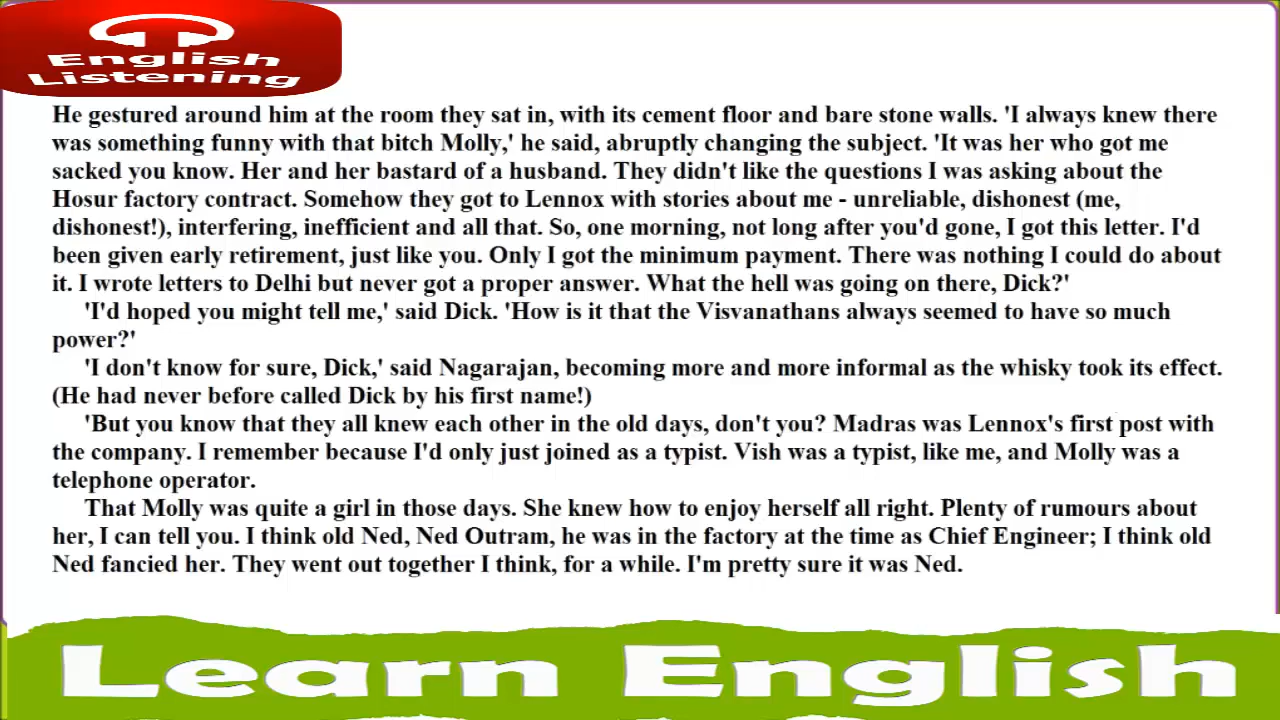 English
Listening
He gestured around him at the room they sat in, with its cement floor and bare stone walls. 'I always knew there
was something funny with that bitch Molly,' he said, abruptly changing the subject. 'It was her who got me
sacked you know. Her and her bastard of a husband. They didn't like the questions I was asking about the
Hosur factory contract. Somehow they got to Lennox with stories about me - unreliable, dishonest (me,
dishonest!), interfering, inefficient and all that. So, one morning, not long after you'd gone, I got this letter. I'd
been given early retirement, just like you. Only I got the minimum payment. There was nothing I could do about
it. I wrote letters to Delhi but never got a proper answer. What the hell was going on there, Dick?'
'I'd hoped you might tell me,' said Dick. 'How is it that the Visvanathans always seemed to have so much
power?'
'I don't know for sure, Dick,' said Nagarajan, becoming more and more informal as the whisky took its effect.
(He had never before called Dick by his first name!)
'But you know that they all knew each other in the old days, don't you? Madras was Lennox's first post with
the company. I remember because I'd only just joined as a typist. Vish was a typist, like me, and Molly was a
telephone operator.
That Molly was quite a girl in those days. She knew how to enjoy herself all right. Plenty of rumours about
her, I can tell you. I think old Ned, Ned Outram, he was in the factory at the time as Chief Engineer; I think old
Ned fancied her. They went out together I think, for a while. I'm pretty sure it was Ned.
Learn English